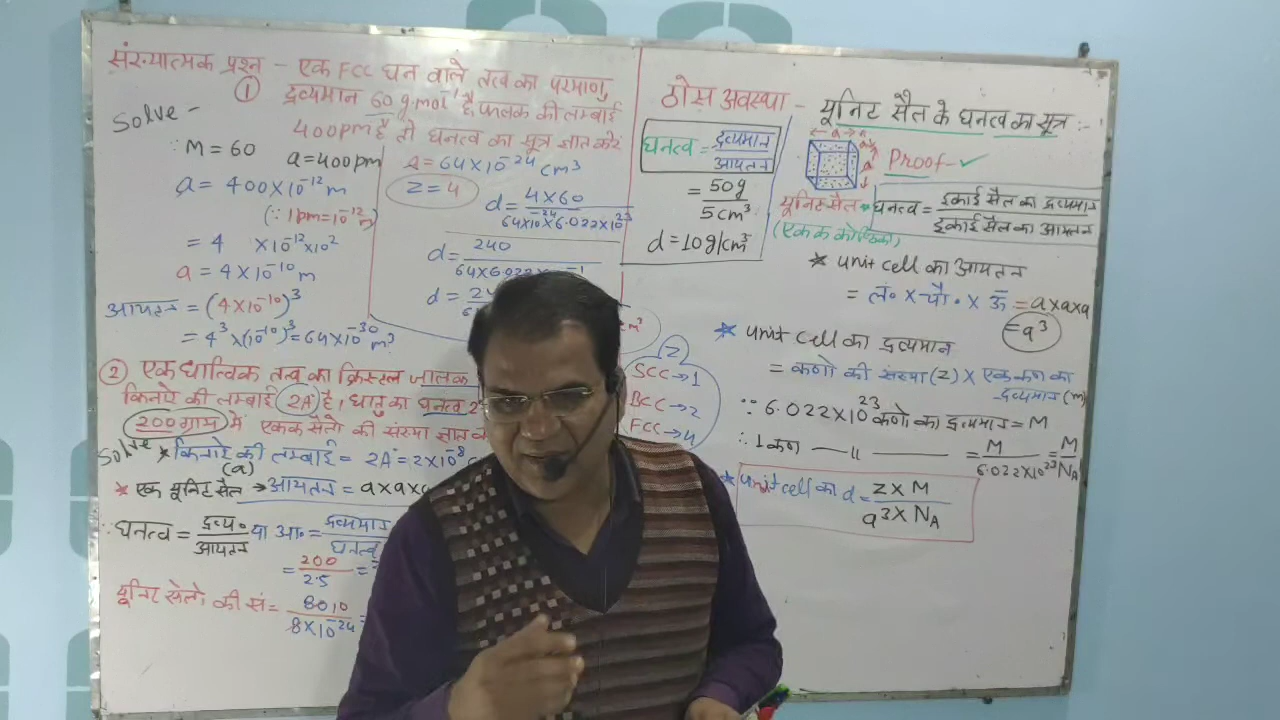 संख्यात्मक प्रश्न - एक FCC घन वाले तत्व का परमाणु
① द्रव्यमान 60 g mol⁻¹ है, फलक की लम्बाई
400pm है तो घनत्व का सूत्र ज्ञात करें
Solve -
∵ M = 60 a = 400pm
a = 400×10⁻¹² m
(∵ 1pm = 10⁻¹² m)
= 4 ×10⁻¹²×10²
a = 4×10⁻¹⁰ m
आयतन = (4×10⁻¹⁰)³
= 4³×(10⁻¹⁰)³ = 64×10⁻³⁰ m³
A = 64×10⁻²⁴ cm³
Z = 4
d = 4×60
64×10⁻²⁴×6.022×10²³
d = 240
64×6.022×10⁻¹
d = 24
② एक धात्विक तत्व का क्रिस्टल जालक
किनारे की लम्बाई 2A° है, धातु का घनत्व 2
200 ग्राम में एकक सेलों की संख्या ज्ञात क
Solve * किनारे की लम्बाई = 2A° = 2×10⁻⁸
(a)
* एक यूनिट सैल → आयतन = a×a×a
∴ घनत्व = द्रव्य॰ या आ॰ = द्रव्यमान
आयतन घनत्व
= 200 =
2.5
यूनिट सेलों की सं॰ = 80.0 =
8×10⁻²⁴
ठोस अवस्था - यूनिट सैल के घनत्व का सूत्र :-
घनत्व = द्रव्यमान
आयतन
= 50g
5cm³
d = 10g/cm³
a a a
Proof ✓
यूनिट सैल → घनत्व = इकाई सैल का द्रव्यमान
(एकक कोष्ठिका) इकाई सैल का आयतन
* unit cell का आयतन
= लं॰ × चौ॰ × ऊँ = a×a×a
= a³
* unit cell का द्रव्यमान
= कणों की संख्या (Z) × एक कण का
द्रव्यमान (m)
Z
SCC → 1
BCC → 2
FCC → 4
∵ 6.022×10²³ कणों का द्रव्यमान = M
∴ 1 कण —— 〃 —— = M = M
6.022×10²³ N_A
* unit cell का d = Z×M
a³×N_A